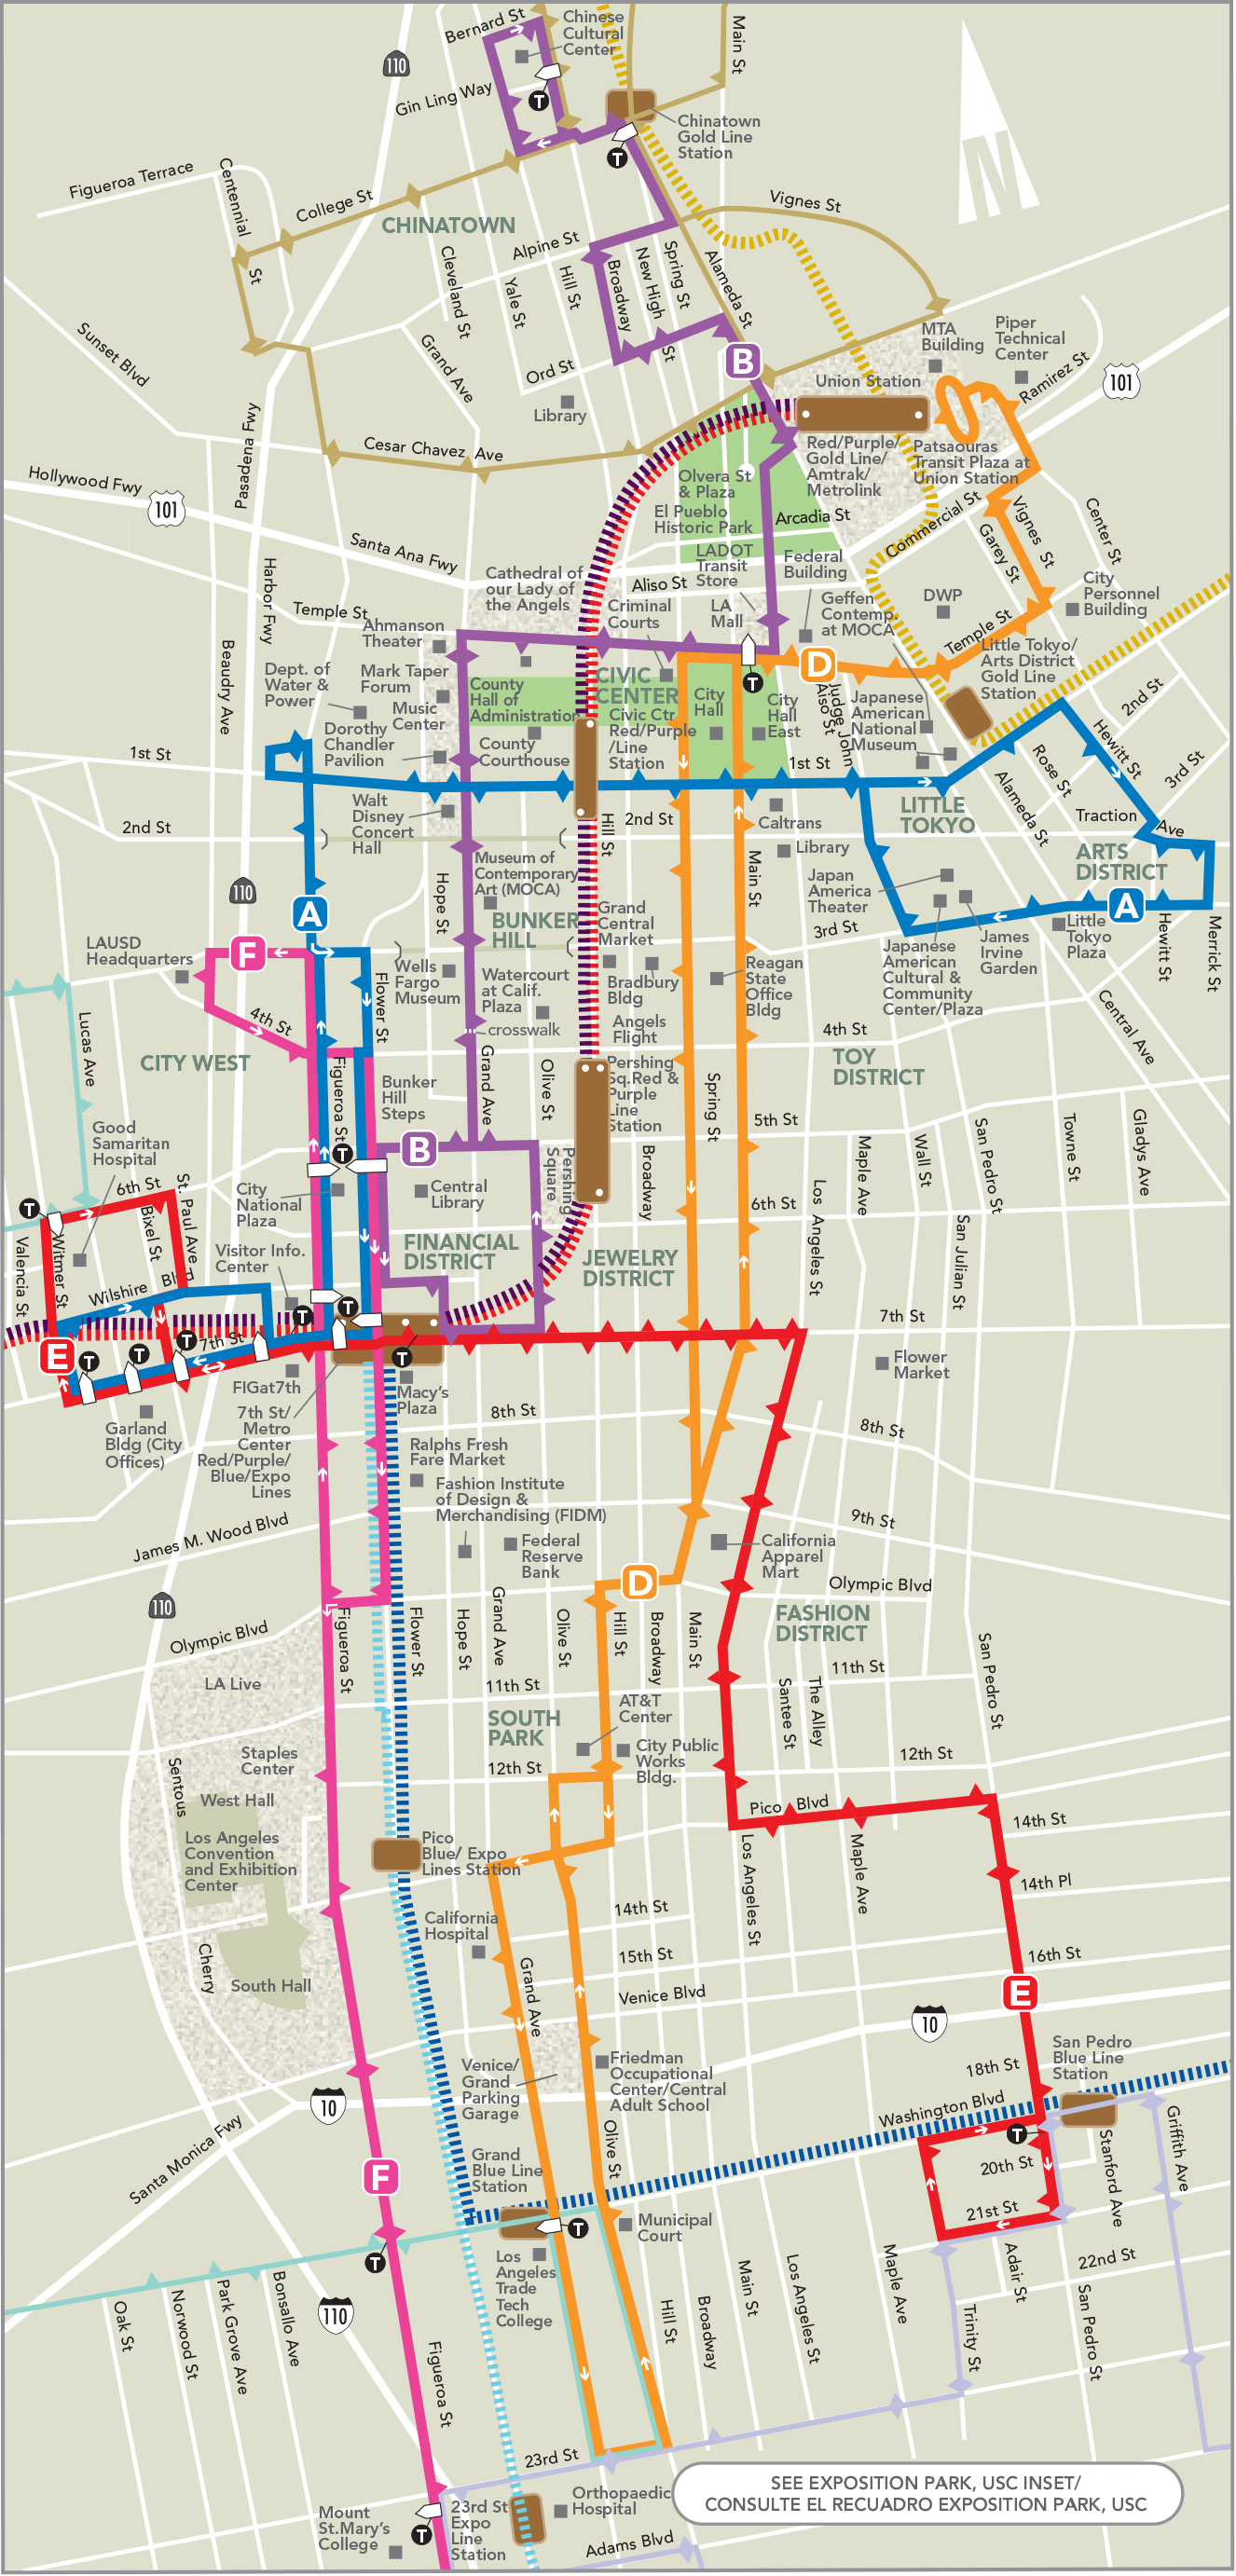 Bernard St
Chinese
Cultural
Center
Main St
110
Gin Ling Way
T
Chinatown
Gold Line
Station
T
Figueroa Terrace
Centennial
St
College St
CHINATOWN
Vignes St
Alpine St
Cleveland St
Yale St
Hill St
Broadway
New High
St
Spring St
Alameda St
Sunset Blvd
Grand Ave
Ord St
Library
B
MTA
Building
Piper
Technical
Center
Ramirez St
101
Union Station
Pasadena Fwy
Cesar Chavez Ave
Hollywood Fwy
101
Red/Purple/
Gold Line/
Amtrak/
Metrolink
Patsaouras
Transit Plaza at
Union Station
Olvera St
& Plaza
El Pueblo
Historic Park
Arcadia St
Commercial St
Vignes St
Garey St
Center St
Santa Ana Fwy
Harbor Fwy
Cathedral of
our Lady of
the Angels
Aliso St
LADOT
Transit
Store
Federal
Building
Temple St
Criminal
Courts
LA
Mall
Geffen
Contemp.
at MOCA
DWP
City
Personnel
Building
Temple St
Ahmanson
Theater
Beaudry Ave
Dept. of
Water &
Power
Mark Taper
Forum
Music
Center
Dorothy
Chandler
Pavilion
County
Hall of
Administration
County
Courthouse
CIVIC
CENTER
Civic Ctr
Red/Purple
/Line
Station
T
D
City
Hall
City
Hall
East
Judge John
Aliso St
Japanese
American
National
Museum
Little Tokyo/
Arts District
Gold Line
Station
2nd St
Hewitt St
3rd St
Rose St
Alameda St
1st St
1st St
2nd St
Walt
Disney
Concert
Hall
Hill St
2nd St
Caltrans
LITTLE
TOKYO
Traction
Ave
ARTS
DISTRICT
Library
Main St
Museum of
Contemporary
Art (MOCA)
Hope St
110
A
BUNKER
HILL
Grand
Central
Market
Japan
America
Theater
3rd St
A
Little
Tokyo
Plaza
Hewitt St
Merrick St
LAUSD
Headquarters
F
Wells
Fargo
Museum
Flower St
Watercourt
at Calif.
Plaza
crosswalk
Bradbury
Bldg
Angels
Flight
Reagan
State
Office
Bldg
Japanese
American
Cultural &
Community
Center/Plaza
James
Irvine
Garden
Central Ave
4th St
4th St
Lucas Ave
CITY WEST
Figueroa St
Bunker
Hill
Steps
Grand Ave
Olive St
Pershing
Sq.Red &
Purple
Line
Station
Spring St
TOY
DISTRICT
5th St
Good
Samaritan
Hospital
B
T
Pershing
Square
Broadway
Maple Ave
Wall St
San Pedro St
Towne St
Gladys Ave
6th St
St. Paul Ave
City
National
Plaza
Central
Library
6th St
Los Angeles St
San Julian St
T
Bixel St
Valencia St
Witmer St
Visitor Info.
Center
FINANCIAL
DISTRICT
JEWELRY
DISTRICT
Wilshire Blvd
T
T
7th St
7th St
E
T
T
T
T
FIGat7th
Macy's
Plaza
Flower
Market
Garland
Bldg (City
Offices)
7th St/
Metro
Center
Red/Purple/
Blue/Expo
Lines
8th St
8th St
Ralphs Fresh
Fare Market
Fashion Institute
of Design &
Merchandising (FIDM)
James M. Wood Blvd
Federal
Reserve
Bank
California
Apparel
Mart
9th St
D
Olympic Blvd
110
Olympic Blvd
Figueroa St
Flower St
Hope St
Grand Ave
Olive St
Hill St
Broadway
Main St
FASHION
DISTRICT
San Pedro St
LA Live
11th St
11th St
Santee St
The Alley
SOUTH
PARK
AT&T
Center
City Public
Works
Bldg.
Staples
Center
12th St
12th St
Sentous
West Hall
Pico Blvd
14th St
Los Angeles
Convention
and Exhibition
Center
Pico
Blue/ Expo
Lines Station
Los Angeles St
Maple Ave
14th Pl
California
Hospital
14th St
15th St
16th St
Cherry
South Hall
Grand Ave
Venice Blvd
E
10
Venice/
Grand
Parking
Garage
Friedman
Occupational
Center/Central
Adult School
18th St
San Pedro
Blue Line
Station
10
Washington Blvd
T
Santa Monica Fwy
Grand
Blue Line
Station
Olive St
F
20th St
Stanford Ave
Griffith Ave
21st St
T
Municipal
Court
T
Los
Angeles
Trade
Tech
College
22nd St
Oak St
Norwood St
Park Grove Ave
Bonsallo Ave
110
Figueroa St
Hill St
Broadway
Main St
Los Angeles St
Maple Ave
Adair St
Trinity St
San Pedro St
23rd St
Mount
St.Mary's
College
T
23rd St
Expo
Line
Station
Orthopaedic
Hospital
Adams Blvd
SEE EXPOSITION PARK, USC INSET/
CONSULTE EL RECUADRO EXPOSITION PARK, USC